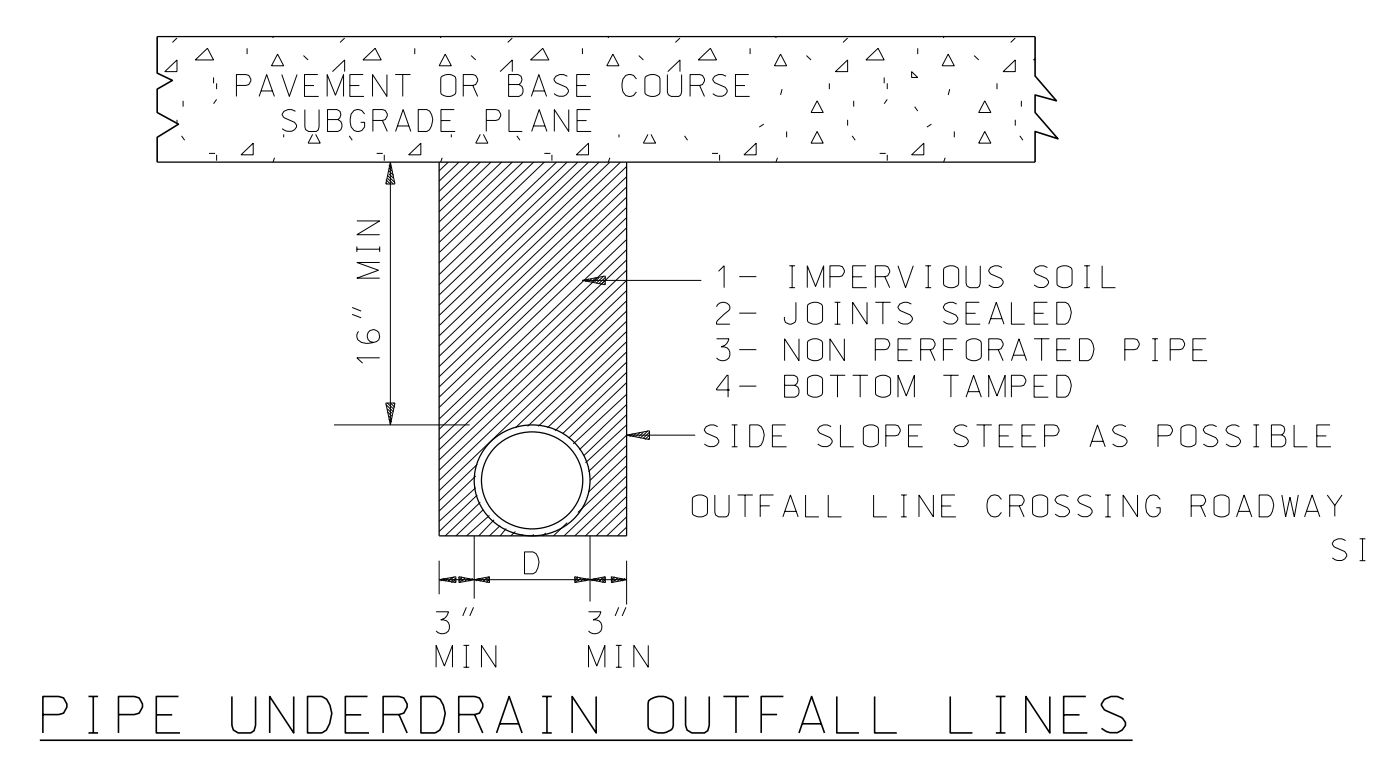 PAVEMENT OR BASE COURSE
SUBGRADE PLANE
16" MIN
1- IMPERVIOUS SOIL
2- JOINTS SEALED
3- NON PERFORATED PIPE
4- BOTTOM TAMPED
SIDE SLOPE STEEP AS POSSIBLE
OUTFALL LINE CROSSING ROADWAY
SI
D
3" 3"
MIN MIN
PIPE UNDERDRAIN OUTFALL LINES